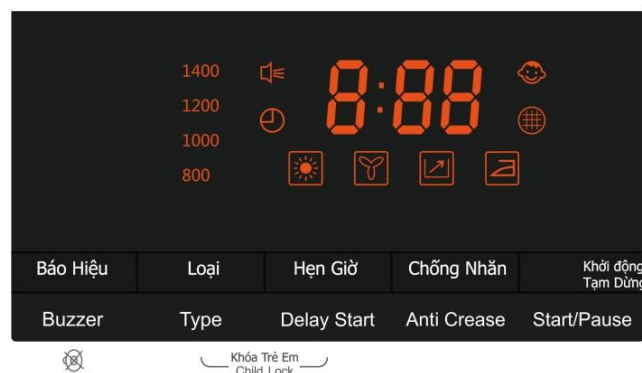 1400
1200
1000
800
8:88
Báo Hiệu
Loại
Hẹn Giờ
Chống Nhăn
Khởi động
Tạm Dừng
Buzzer
Type
Delay Start
Anti Crease
Start/Pause
Khóa Trẻ Em
Child Lock